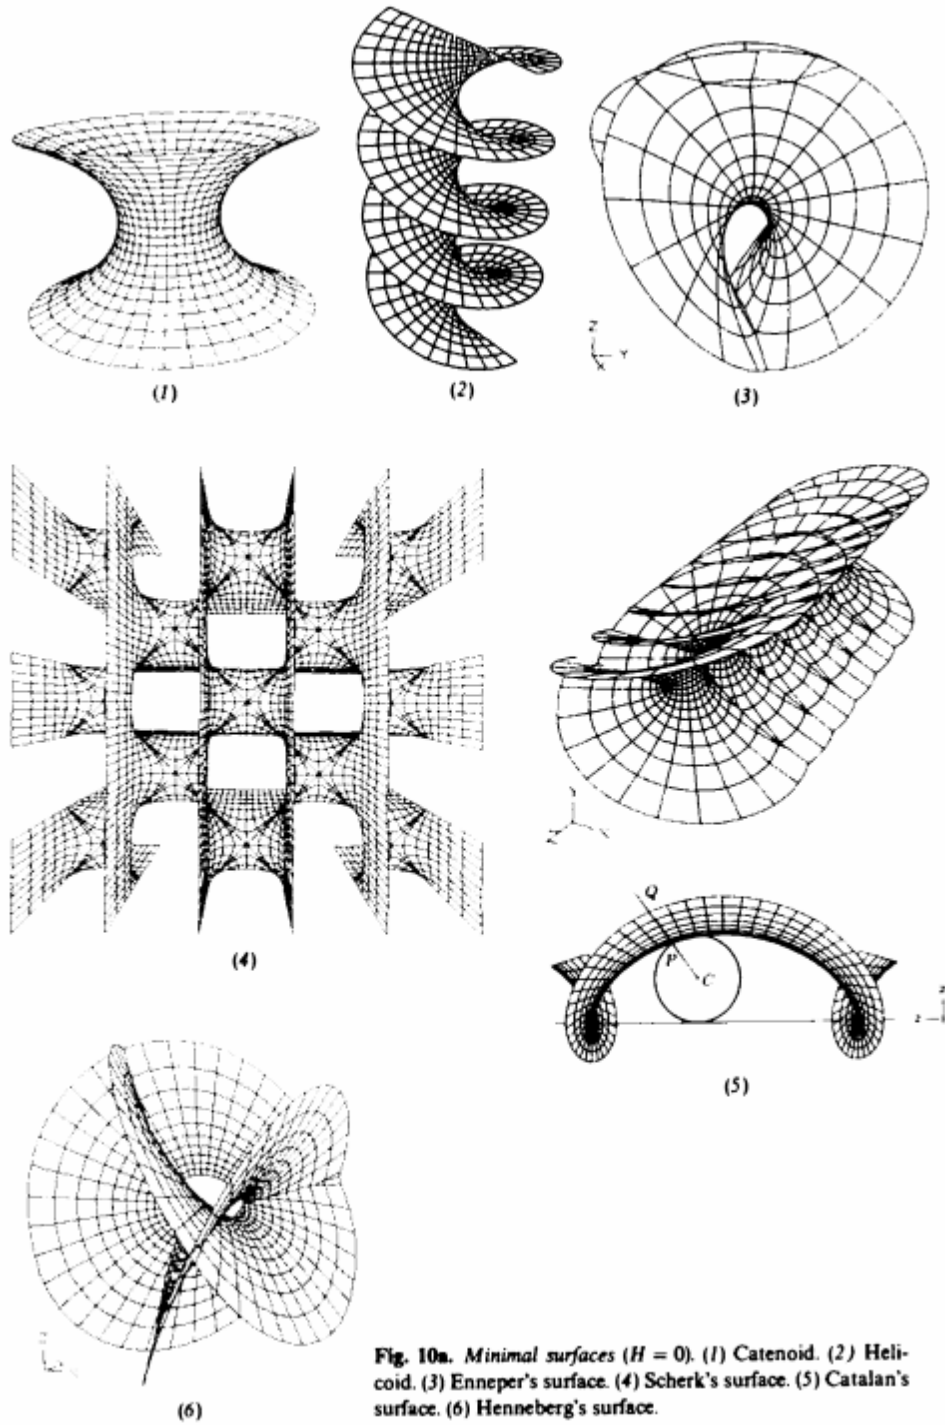 (1)
(2)
Z
Y
X
(3)
(4)
Q
P
C
z
(5)
Z
(6)
Fig. 10a. Minimal surfaces (H = 0). (1) Catenoid. (2) Heli-
coid. (3) Enneper's surface. (4) Scherk's surface. (5) Catalan's
surface. (6) Henneberg's surface.